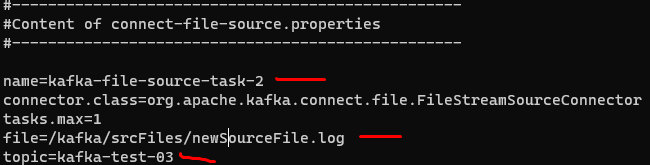 #--------------------------------------------------
#Content of connect-file-source.properties
#--------------------------------------------------
name=kafka-file-source-task-2
connector.class=org.apache.kafka.connect.file.FileStreamSourceConnector
tasks.max=1
file=/kafka/srcFiles/newSourceFile.log
topic=kafka-test-03